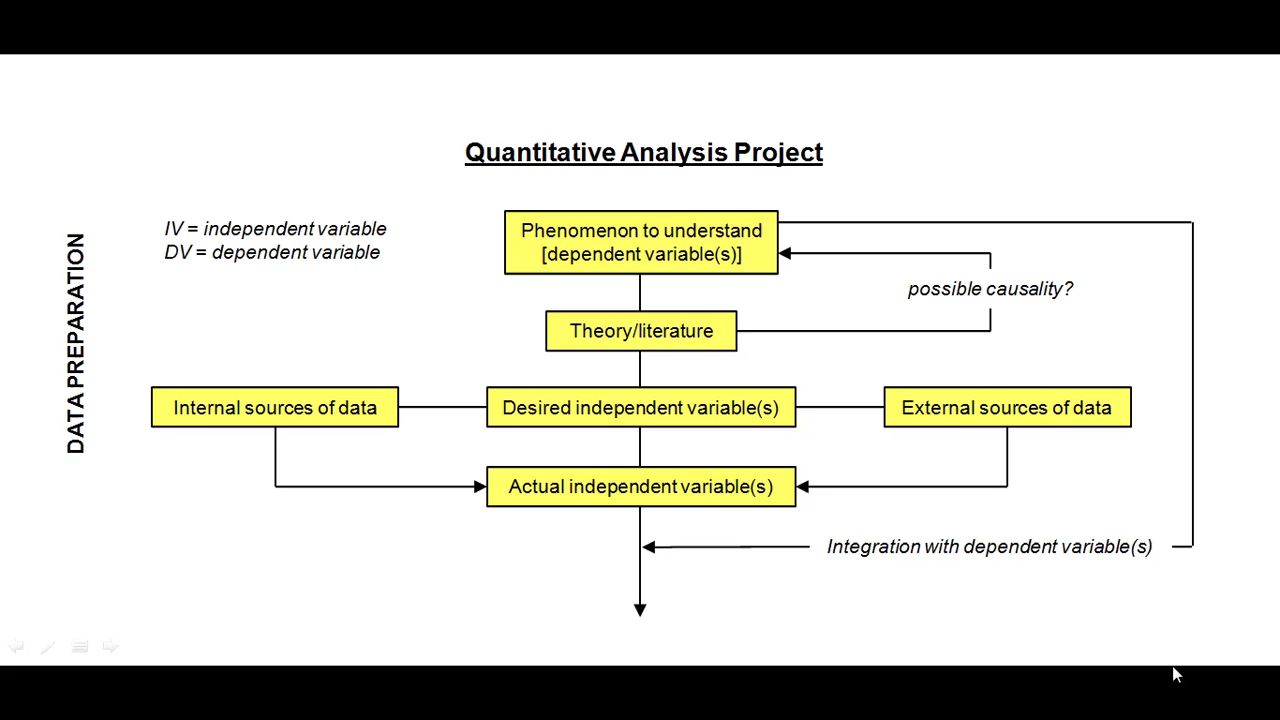 Quantitative Analysis Project
IV = independent variable
DV = dependent variable
DATA PREPARATION
Phenomenon to understand
[dependent variable(s)]
possible causality?
Theory/literature
Internal sources of data
Desired independent variable(s)
External sources of data
Actual independent variable(s)
Integration with dependent variable(s)